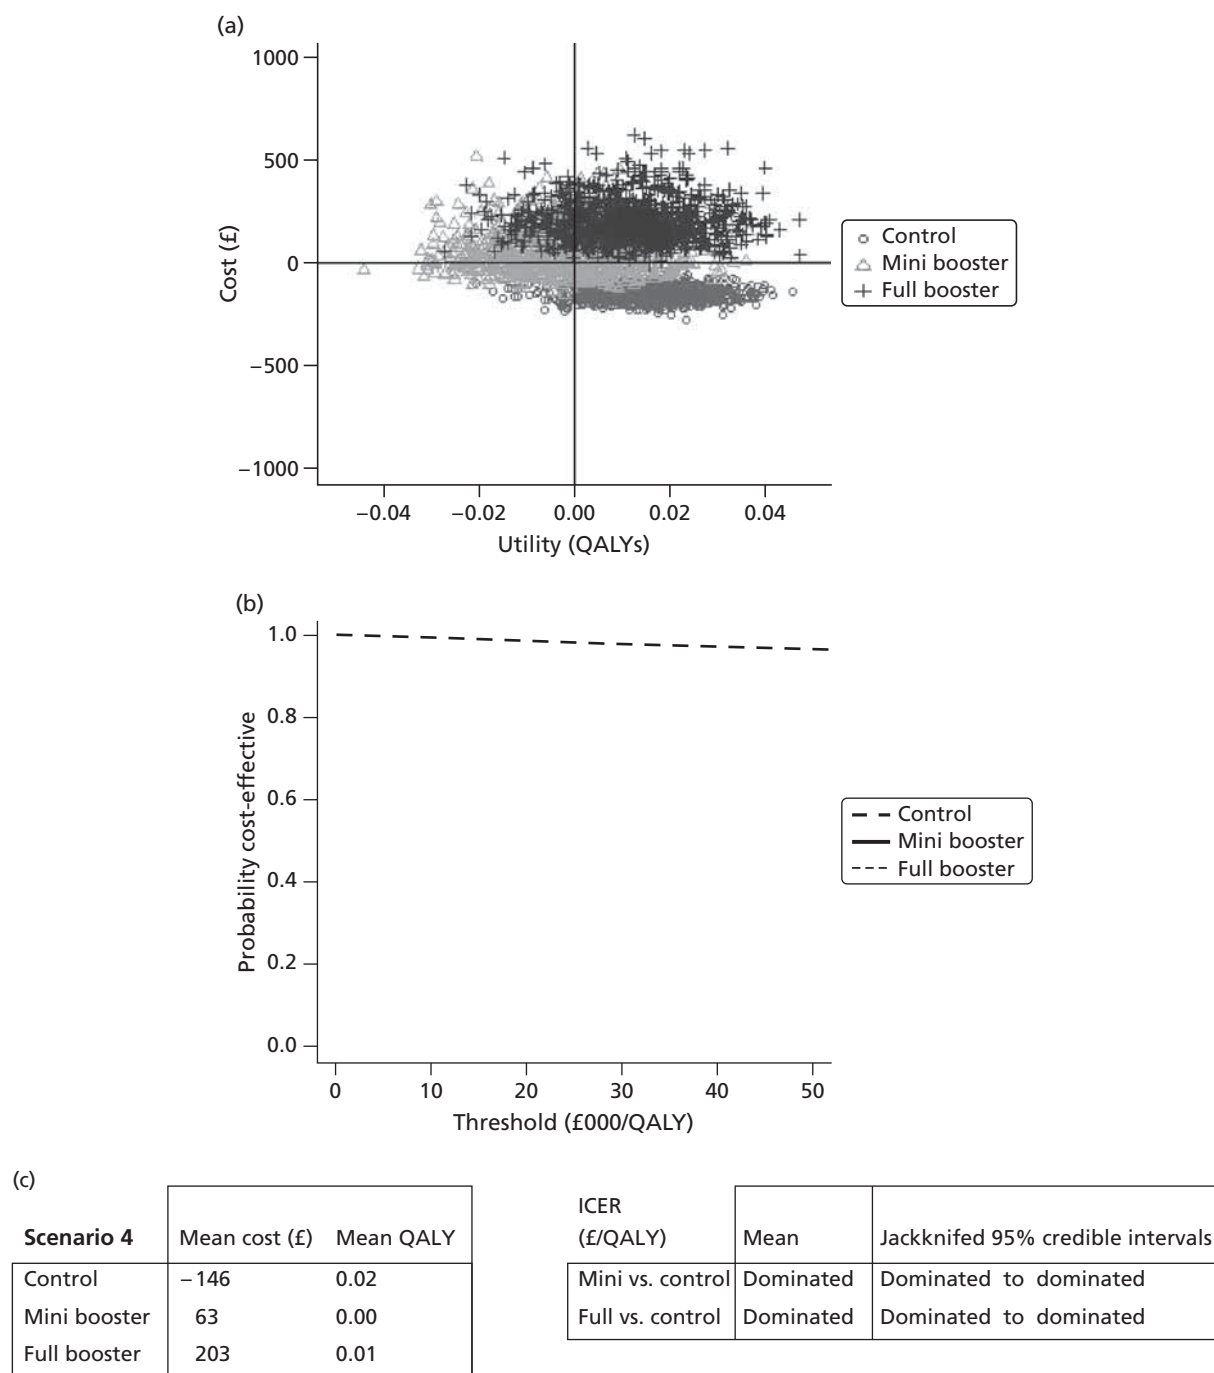 (a)
1000
500
0
−500
−1000
Cost (£)
−0.04 −0.02 0.00 0.02 0.04
Utility (QALYs)
Control
Mini booster
Full booster
(b)
1.0
0.8
0.6
0.4
0.2
0.0
Probability cost-effective
0 10 20 30 40 50
Threshold (£000/QALY)
Control
Mini booster
Full booster
(c)
Scenario 4 Mean cost (£) Mean QALY
Control −146 0.02
Mini booster 63 0.00
Full booster 203 0.01
ICER
(£/QALY) Mean Jackknifed 95% credible intervals
Mini vs. control Dominated Dominated to dominated
Full vs. control Dominated Dominated to dominated